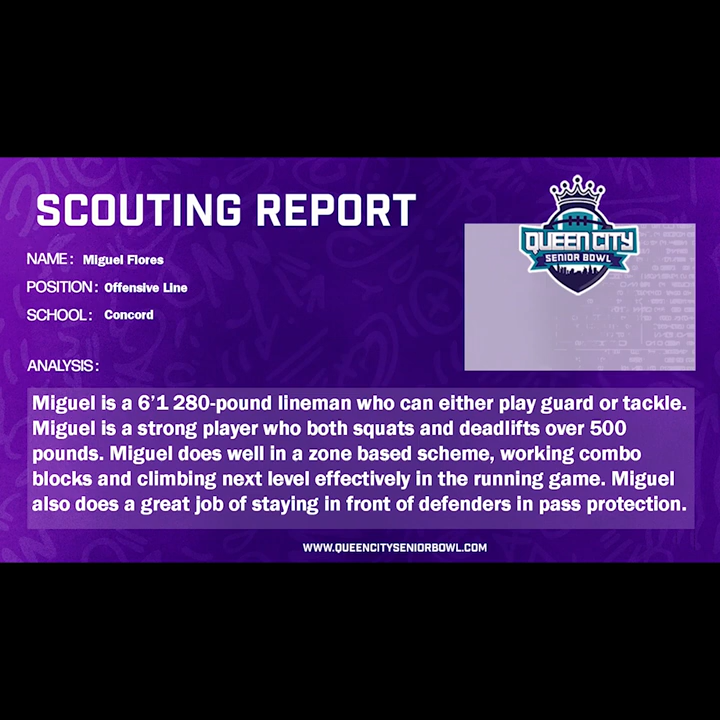 SCOUTING REPORT
QUEEN CITY
SENIOR BOWL
NAME: Miguel Flores
POSITION: Offensive Line
SCHOOL: Concord
ANALYSIS:
Miguel is a 6'1 280-pound lineman who can either play guard or tackle.
Miguel is a strong player who both squats and deadlifts over 500
pounds. Miguel does well in a zone based scheme, working combo
blocks and climbing next level effectively in the running game. Miguel
also does a great job of staying in front of defenders in pass protection.
WWW.QUEENCITYSENIORBOWL.COM